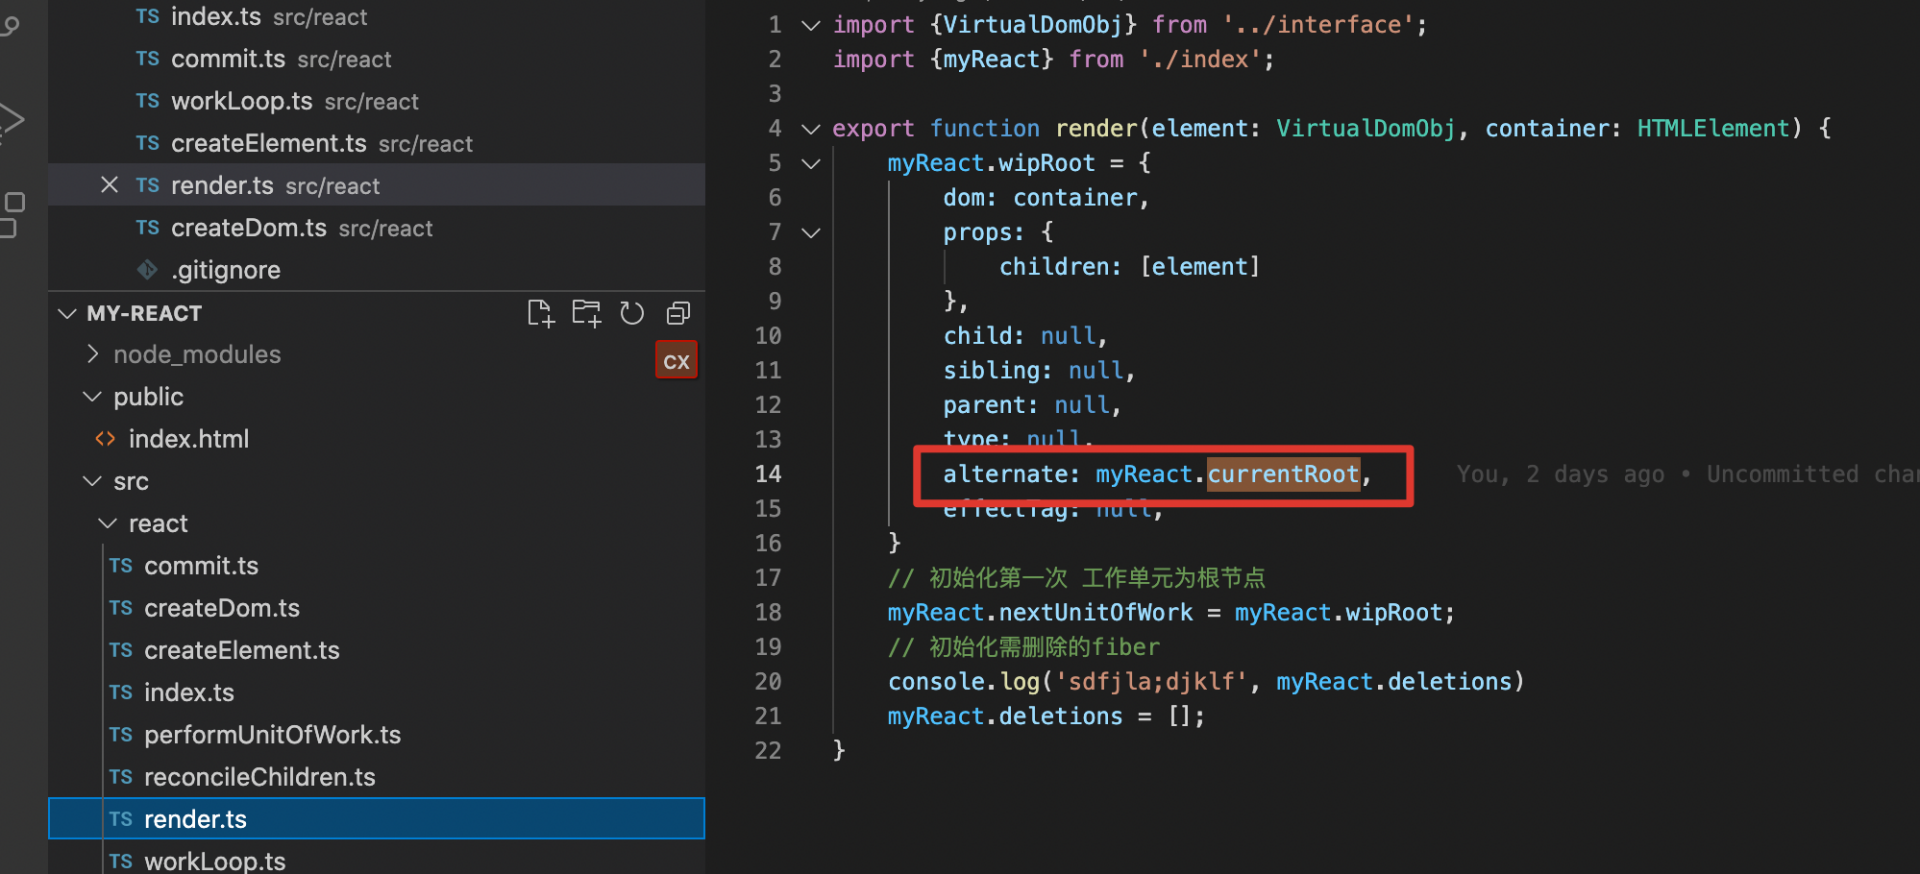 TS index.ts src/react
TS commit.ts src/react
TS workLoop.ts src/react
TS createElement.ts src/react
TS render.ts src/react
TS createDom.ts src/react
.gitignore
MY-REACT
node_modules
CX
public
<> index.html
src
react
TS commit.ts
TS createDom.ts
TS createElement.ts
TS index.ts
TS performUnitOfWork.ts
TS reconcileChildren.ts
TS render.ts
TS workLoop.ts
1 import {VirtualDomObj} from '../interface';
2 import {myReact} from './index';
3
4 export function render(element: VirtualDomObj, container: HTMLElement) {
5 myReact.wipRoot = {
6 dom: container,
7 props: {
8 children: [element]
9 },
10 child: null,
11 sibling: null,
12 parent: null,
13 type: null,
14 alternate: myReact.currentRoot, You, 2 days ago • Uncommitted char
15 effectTag: null,
16 }
17 // 初始化第一次 工作单元为根节点
18 myReact.nextUnitOfWork = myReact.wipRoot;
19 // 初始化需删除的fiber
20 console.log('sdfjla;djklf', myReact.deletions)
21 myReact.deletions = [];
22 }